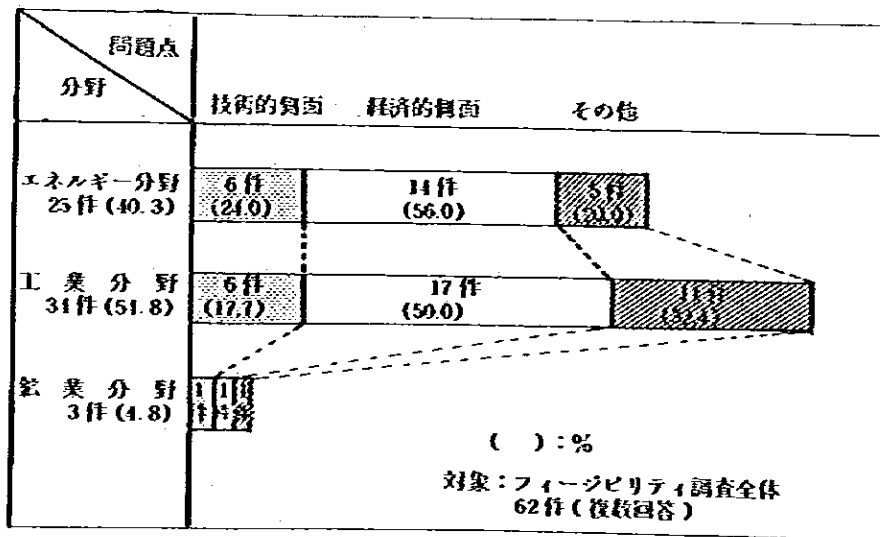 問題点
分野
技術的側面 経済的側面 その他
エネルギー分野
25件 (40.3)
6件
(24.0)
14件
(56.0)
5件
(20.0)
工業分野
34件 (54.8)
6件
(17.7)
17件
(50.0)
11件
(32.4)
鉱業分野
3件 (4.8)
1
件
1
件
( ) : %
対象：フィージビリティ調査全体
62件 (複数回答)